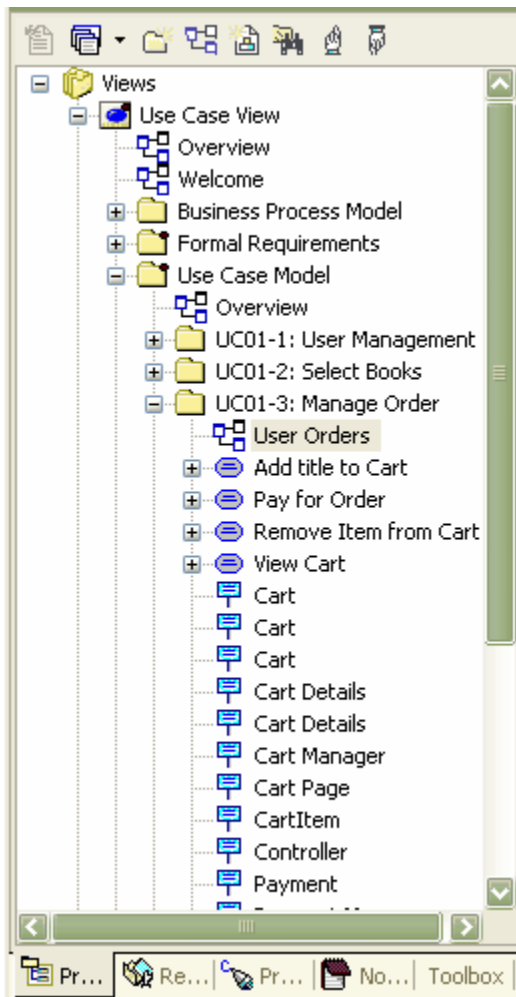 Views
Use Case View
Overview
Welcome
Business Process Model
Formal Requirements
Use Case Model
Overview
UC01-1: User Management
UC01-2: Select Books
UC01-3: Manage Order
User Orders
Add title to Cart
Pay for Order
Remove Item from Cart
View Cart
Cart
Cart
Cart
Cart Details
Cart Details
Cart Manager
Cart Page
CartItem
Controller
Payment
Pr... Re... Pr... No... Toolbox